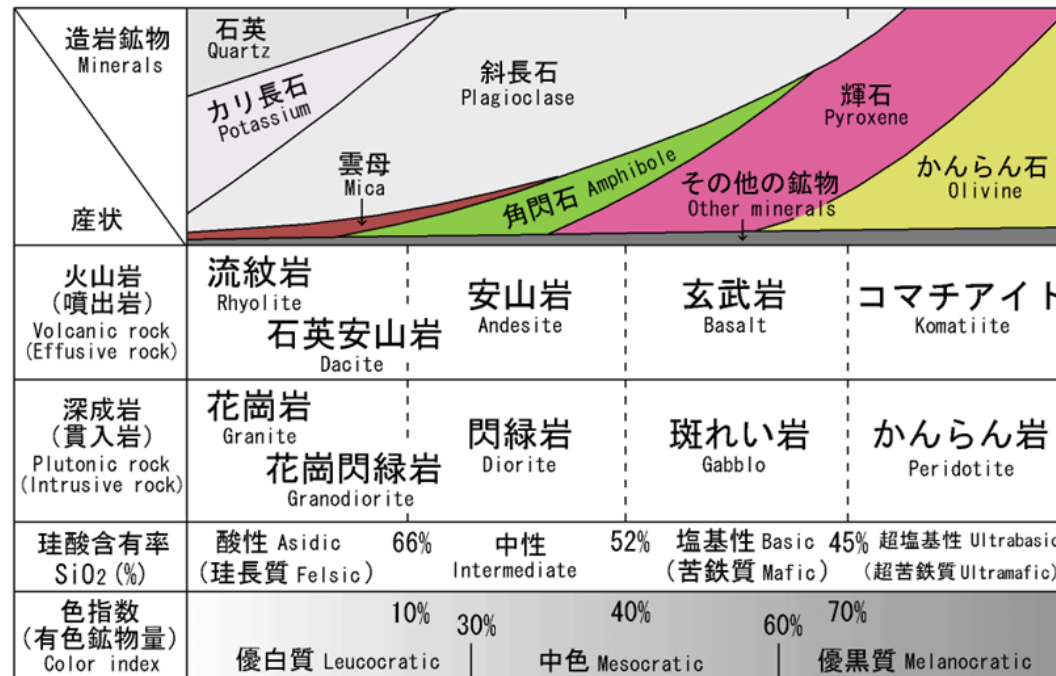 造岩鉱物
Minerals
産状
石英
Quartz
カリ長石
Potassium
斜長石
Plagioclase
雲母
Mica
角閃石 Amphibole
輝石
Pyroxene
その他の鉱物
Other minerals
かんらん石
Olivine
火山岩
(噴出岩)
Volcanic rock
(Effusive rock)
流紋岩
Rhyolite
石英安山岩
Dacite
安山岩
Andesite
玄武岩
Basalt
コマチアイト
Komatiite
深成岩
(貫入岩)
Plutonic rock
(Intrusive rock)
花崗岩
Granite
花崗閃緑岩
Granodiorite
閃緑岩
Diorite
斑れい岩
Gabblo
かんらん岩
Peridotite
珪酸含有率
SiO2(%)
酸性 Asidic
(珪長質 Felsic)
66%
中性
Intermediate
52%
塩基性 Basic
(苦鉄質 Mafic)
45%
超塩基性 Ultrabasic
(超苦鉄質 Ultramafic)
色指数
(有色鉱物量)
Color index
10%
30%
40%
60%
70%
優白質 Leucocratic
中色 Mesocratic
優黒質 Melanocratic